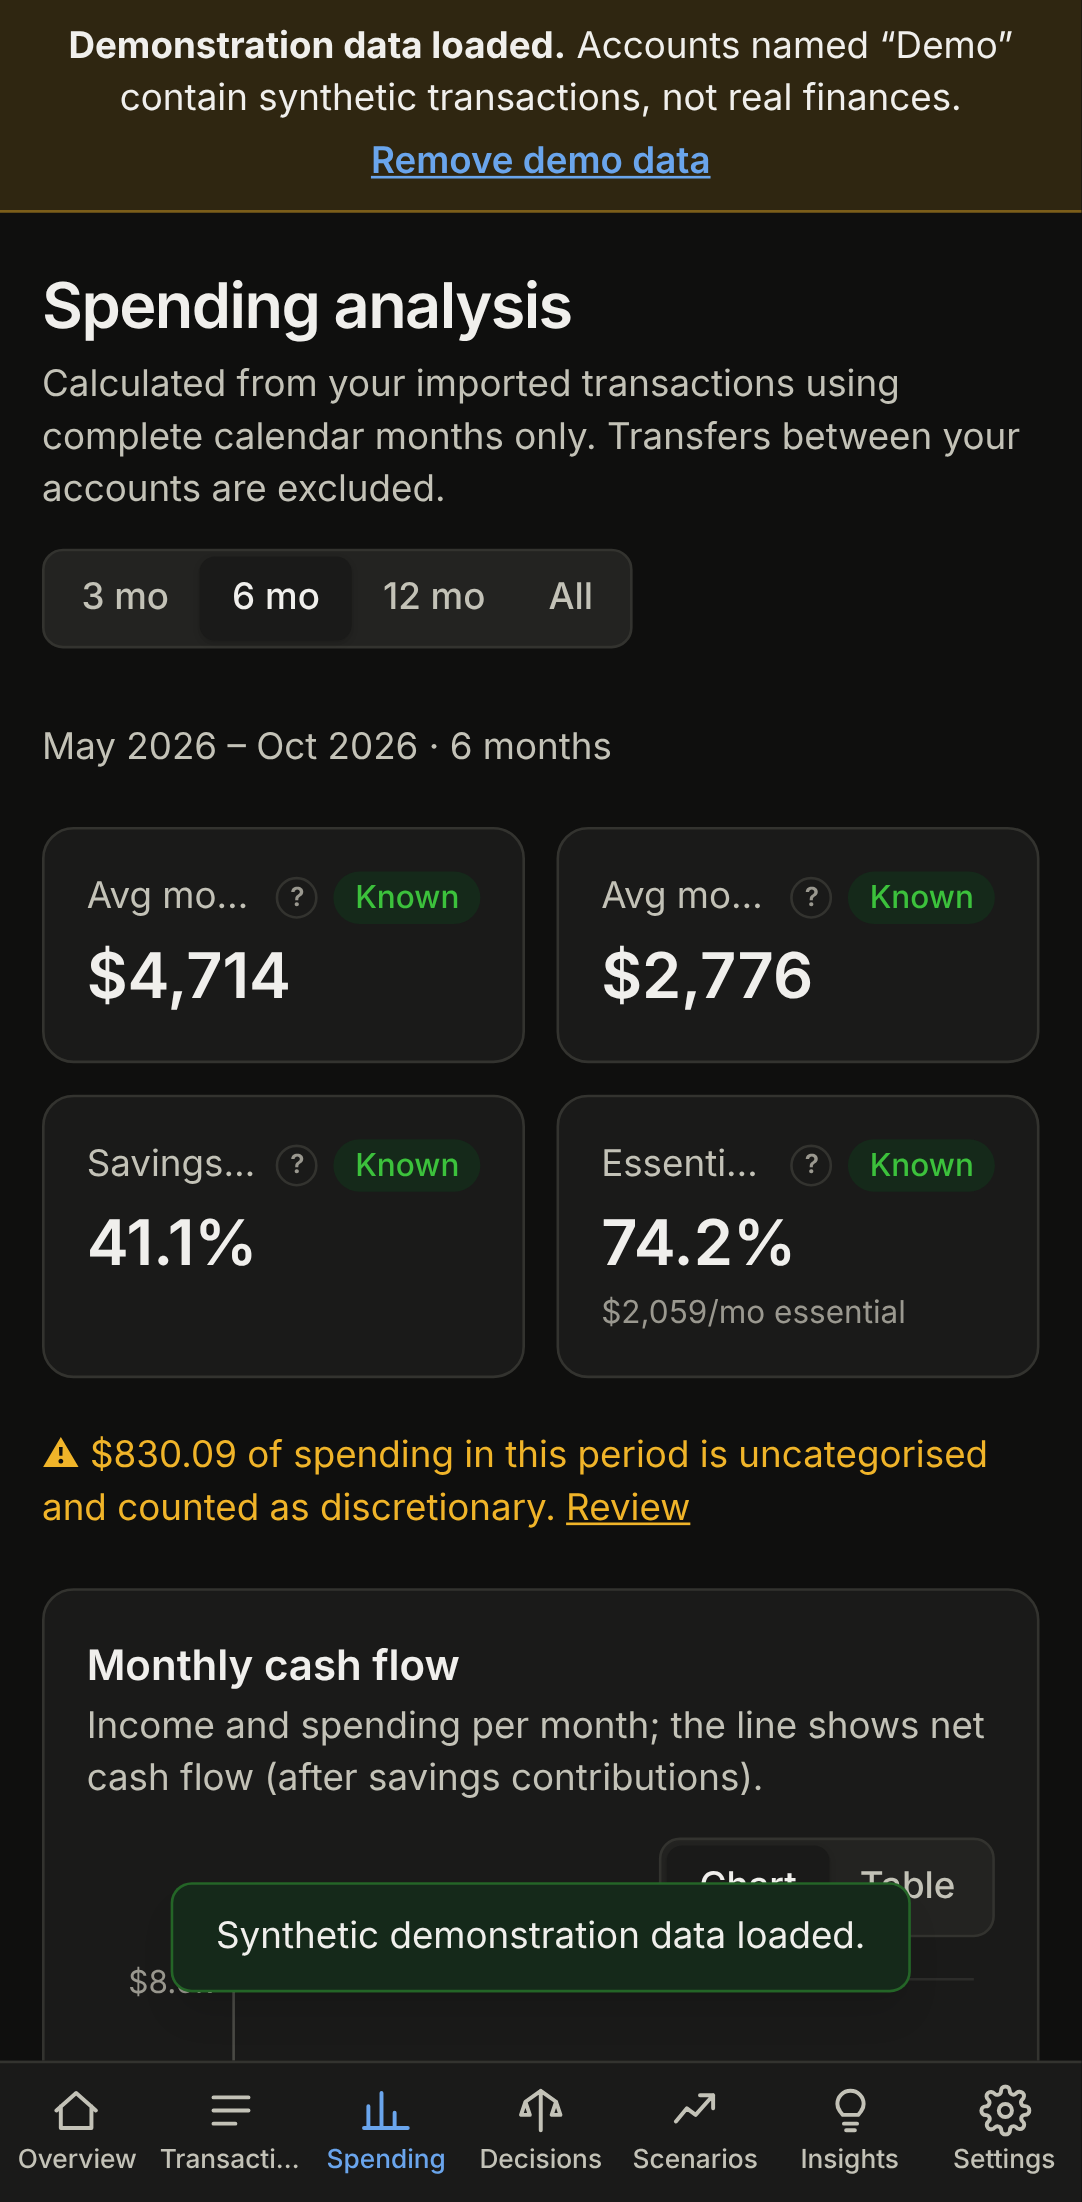 Demonstration data loaded. Accounts named “Demo”
contain synthetic transactions, not real finances.
Remove demo data
Spending analysis
Calculated from your imported transactions using
complete calendar months only. Transfers between your
accounts are excluded.
3 mo 6 mo 12 mo All
May 2026 – Oct 2026 · 6 months
Avg mo... ? Known
$4,714
Avg mo... ? Known
$2,776
Savings... ? Known
41.1%
Essenti... ? Known
74.2%
$2,059/mo essential
$830.09 of spending in this period is uncategorised
and counted as discretionary. Review
Monthly cash flow
Income and spending per month; the line shows net
cash flow (after savings contributions).
Chart Table
Synthetic demonstration data loaded.
Overview Transacti... Spending Decisions Scenarios Insights Settings